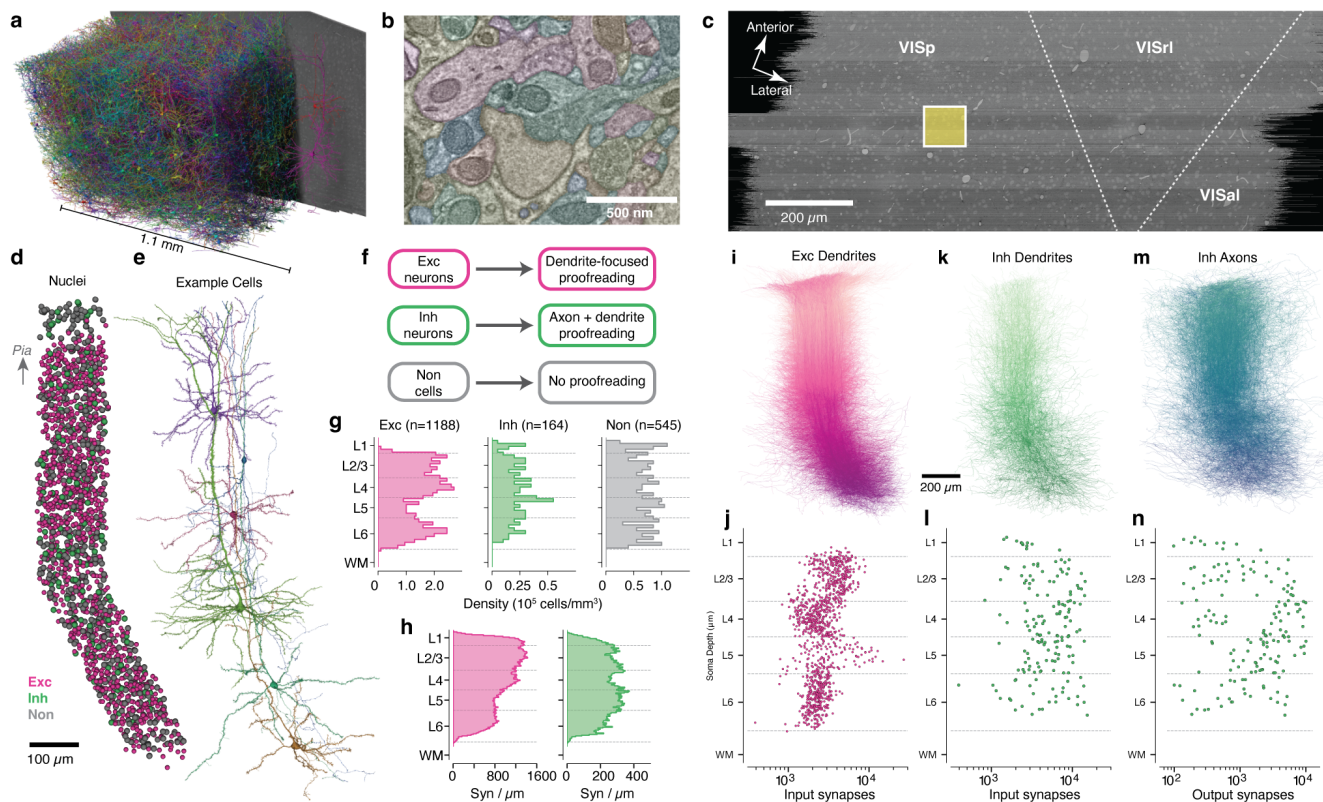 a
1.1 mm
b
500 nm
c
Anterior
Lateral
VISp
VISrl
VISal
200 µm
d
Nuclei
Pia
Exc
Inh
Non
100 µm
e
Example Cells
f
Exc
neurons
Dendrite-focused
proofreading
Inh
neurons
Axon + dendrite
proofreading
Non
cells
No proofreading
g
Exc (n=1188)
Inh (n=164)
Non (n=545)
L1
L2/3
L4
L5
L6
WM
0 1.0 2.0
0 0.25 0.5
0 1.0
Density (10⁵ cells/mm³)
h
L1
L2/3
L4
L5
L6
WM
0 800 1600
Syn / µm
0 200 400
Syn / µm
i
Exc Dendrites
k
Inh Dendrites
m
Inh Axons
200 µm
j
Soma Depth (µm)
L1
L2/3
L4
L5
L6
WM
10³ 10⁴
Input synapses
l
L1
L2/3
L4
L5
L6
WM
10³ 10⁴
Input synapses
n
L1
L2/3
L4
L5
L6
WM
10² 10³ 10⁴
Output synapses